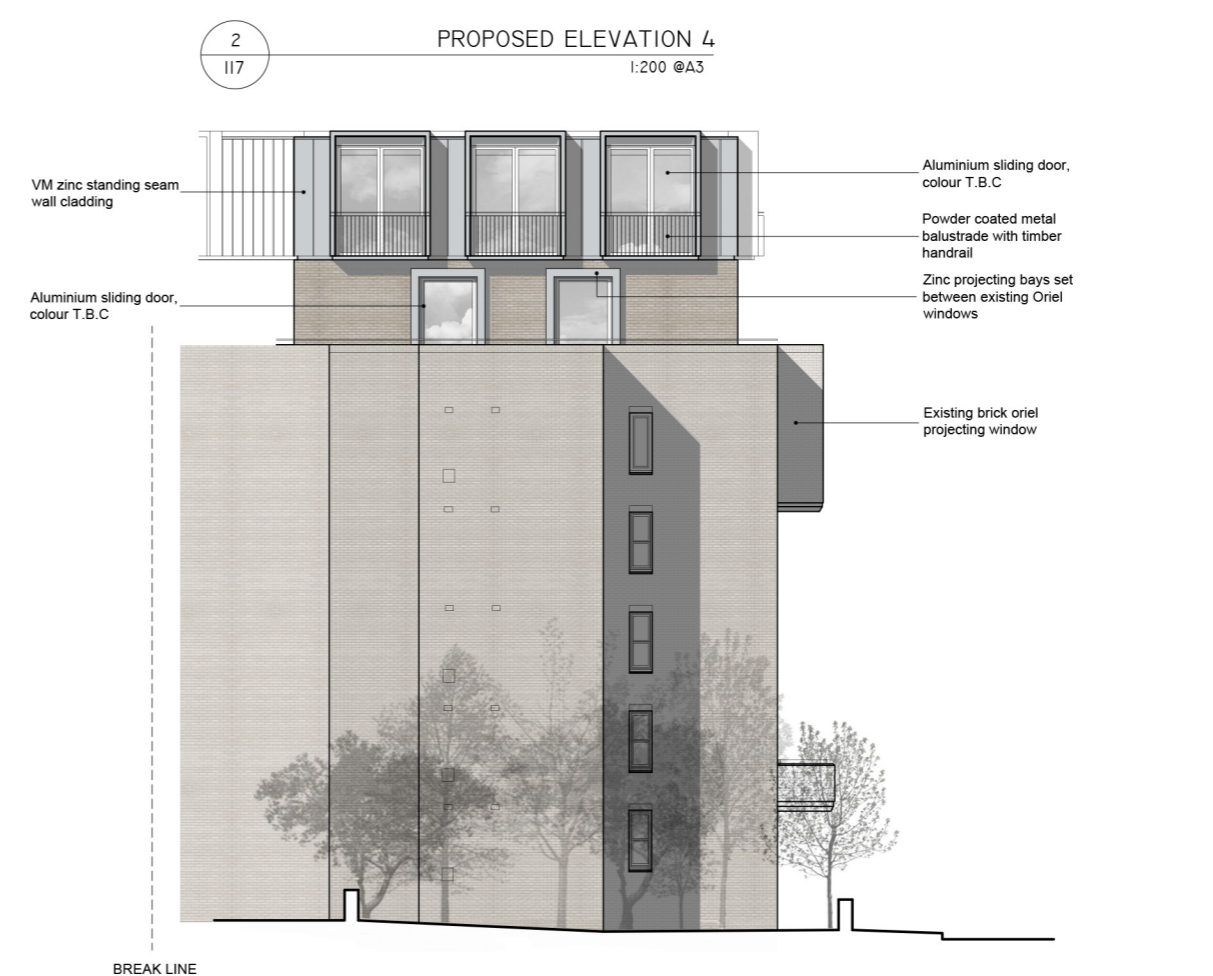 2
117
PROPOSED ELEVATION 4
1:200 @A3
VM zinc standing seam
wall cladding
Aluminium sliding door,
colour T.B.C
Aluminium sliding door,
colour T.B.C
Powder coated metal
balustrade with timber
handrail
Zinc projecting bays set
between existing Oriel
windows
Existing brick oriel
projecting window
BREAK LINE